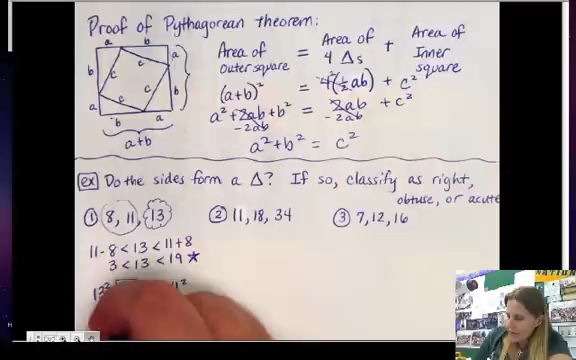 Proof of Pythagorean theorem:
a b
b c c a
a c c b
b a
a+b
Area of outer square = Area of 4 Δs + Area of Inner square
(a+b)² = 4(½ab) + c²
a² + 2ab + b² = 2ab + c²
-2ab -2ab
a² + b² = c²
ex Do the sides form a Δ? If so, classify as right, obtuse, or acute
① 8, 11, 13 ② 11, 18, 34 ③ 7, 12, 16
11-8 < 13 < 11+8
3 < 13 < 19 ★
13²